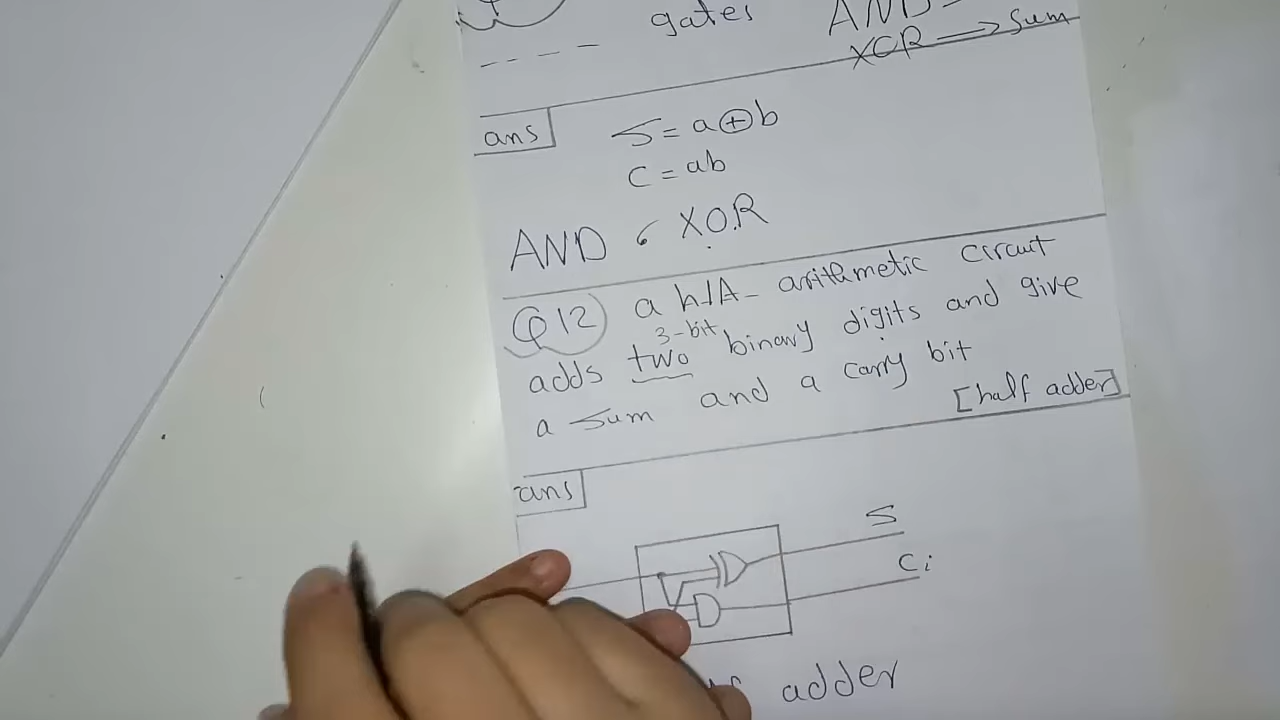 gates AND
XOR → Sum
ans
S = a ⊕ b
C = ab
AND , XOR
Q12 a h/A- arithmetic circuit
adds two 3-bit binary digits and give
a sum and a carry bit
[half adder]
ans
S
Ci
adder